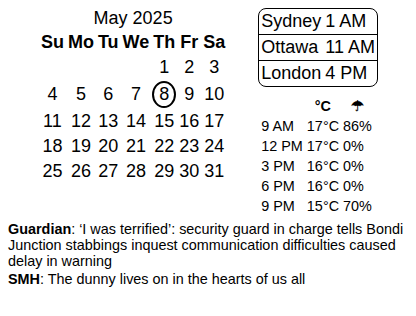 May 2025
Su Mo Tu We Th Fr Sa
1 2 3
4 5 6 7 8 9 10
11 12 13 14 15 16 17
18 19 20 21 22 23 24
25 26 27 28 29 30 31
Sydney 1 AM
Ottawa 11 AM
London 4 PM
°C ☂
9 AM 17°C 86%
12 PM 17°C 0%
3 PM 16°C 0%
6 PM 16°C 0%
9 PM 15°C 70%
Guardian: ‘I was terrified’: security guard in charge tells Bondi
Junction stabbings inquest communication difficulties caused
delay in warning
SMH: The dunny lives on in the hearts of us all